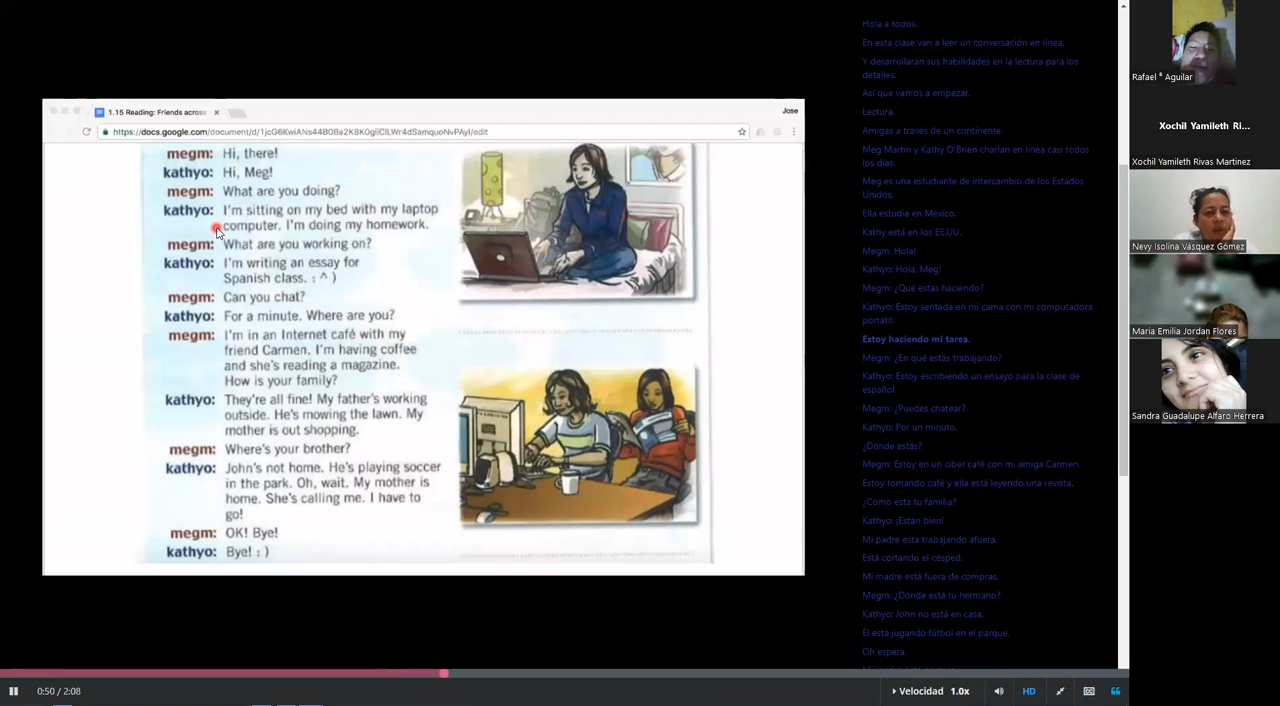 1.15 Reading: Friends across
Jose
https://docs.google.com/document/d/1jcG6KwiANs44B0Ba2K8K0giiCILWr4dSamquoNvPAyI/edit
megm: Hi, there!
kathyo: Hi, Meg!
megm: What are you doing?
kathyo: I'm sitting on my bed with my laptop
computer. I'm doing my homework.
megm: What are you working on?
kathyo: I'm writing an essay for
Spanish class. : ^ )
megm: Can you chat?
kathyo: For a minute. Where are you?
megm: I'm in an Internet café with my
friend Carmen. I'm having coffee
and she's reading a magazine.
How is your family?
kathyo: They're all fine! My father's working
outside. He's mowing the lawn. My
mother is out shopping.
megm: Where's your brother?
kathyo: John's not home. He's playing soccer
in the park. Oh, wait. My mother is
home. She's calling me. I have to
go!
megm: OK! Bye!
kathyo: Bye! : )
Hola a todos.
En esta clase van a leer un conversación en línea.
Y desarrollaran sus habilidades en la lectura para los
detalles.
Así que vamos a empezar.
Lectura.
Amigas a través de un continente.
Meg Martin y Kathy O'Brien charlan en línea casi todos
los días.
Meg es una estudiante de intercambio de los Estados
Unidos.
Ella estudia en México.
Kathy está en los EE.UU.
Megm: Hola!
Kathyo: Hola, Meg!
Megm: ¿Qué estás haciendo?
Kathyo: Estoy sentada en mi cama con mi computadora
portátil.
Estoy haciendo mi tarea.
Megm: ¿En qué estás trabajando?
Kathyo: Estoy escribiendo un ensayo para la clase de
español.
Megm: ¿Puedes chatear?
Kathyo: Por un minuto.
¿Dónde estás?
Megm: Estoy en un ciber café con mi amiga Carmen.
Estoy tomando café y ella está leyendo una revista.
¿Cómo está tu familia?
Kathyo: ¡Están bien!
Mi padre esta trabajando afuera.
Está cortando el césped.
Mi madre está fuera de compras.
Megm: ¿Dónde está tu hermano?
Kathyo: John no está en casa.
Él está jugando fútbol en el parque.
Oh espera.
Rafael ª Aguilar
Xochil Yamileth Ri...
Xochil Yamileth Rivas Martinez
Nevy Isolina Vásquez Gómez
Maria Emilia Jordan Flores
Sandra Guadalupe Alfaro Herrera
0:50 / 2:08
Velocidad 1.0x
HD